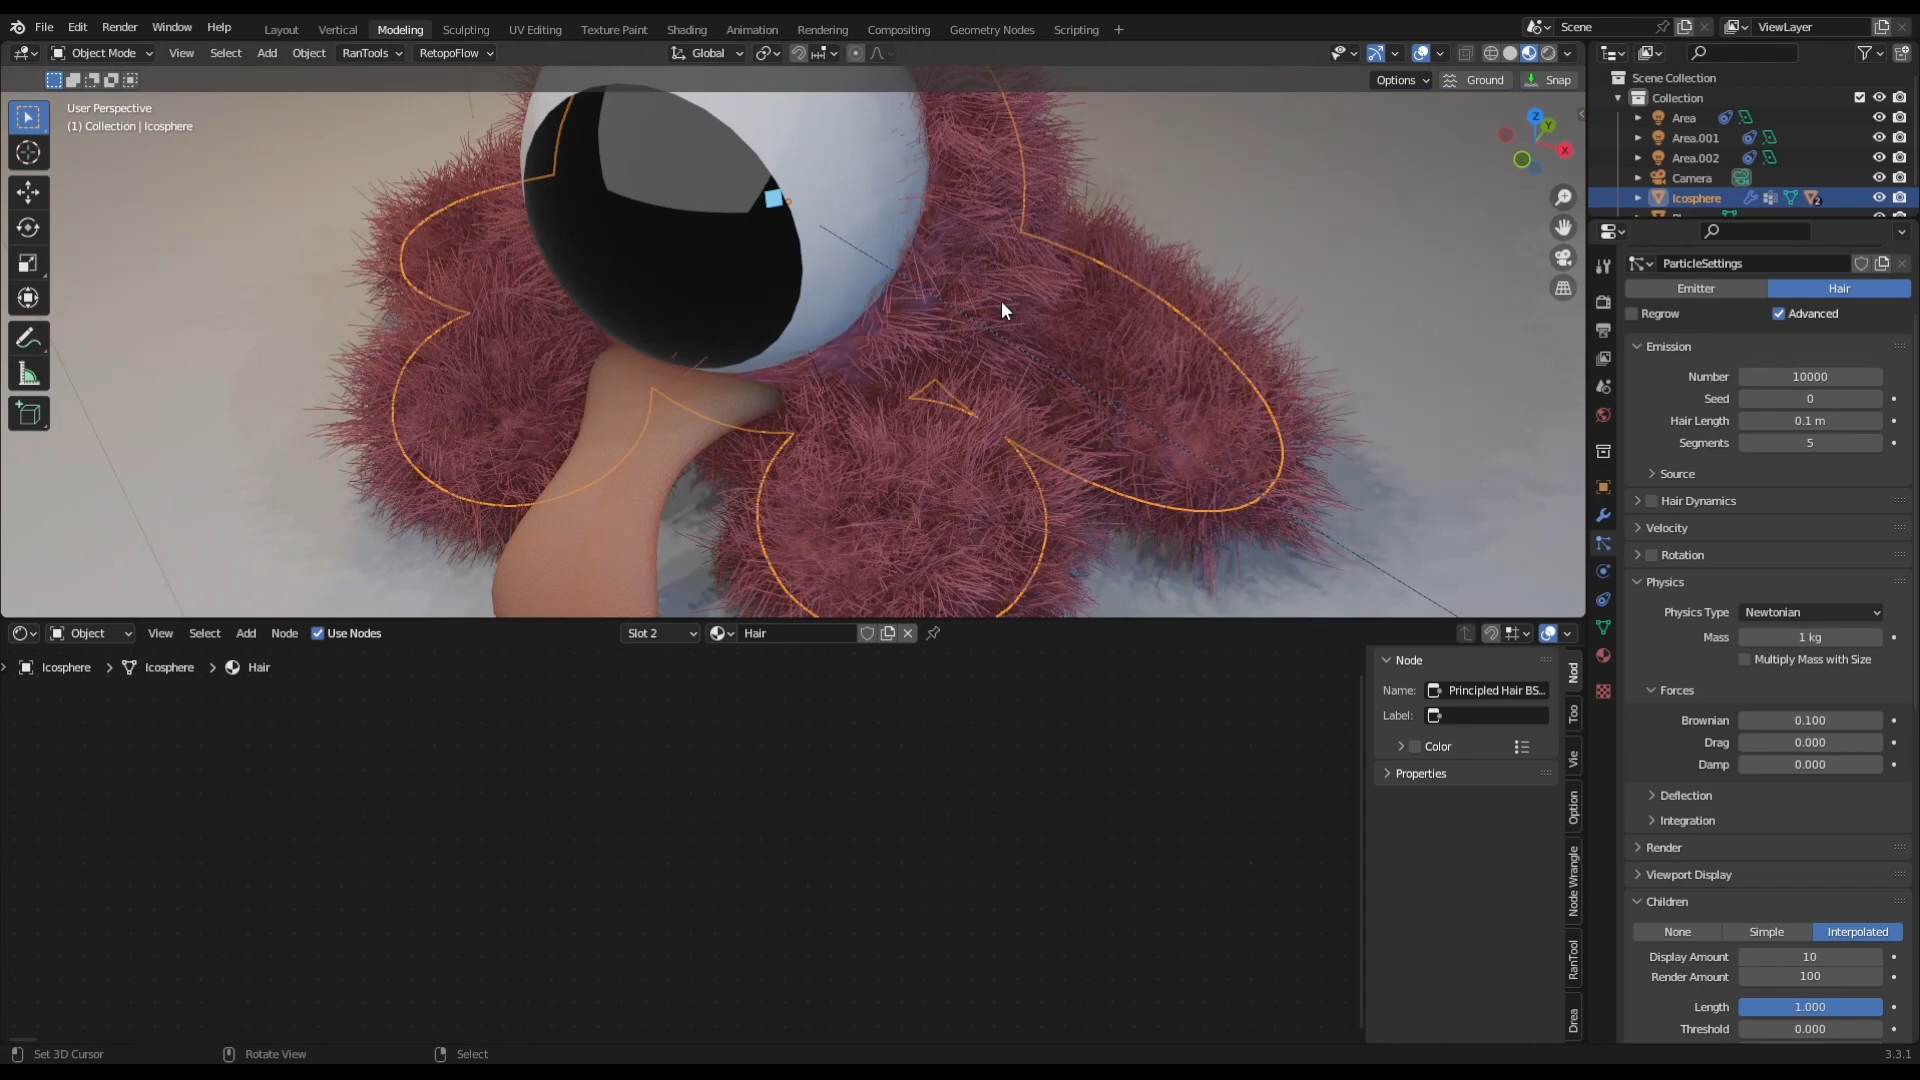 File Edit Render Window Help Layout Vertical Modeling Sculpting UV Editing Texture Paint Shading Animation Rendering Compositing Geometry Nodes Scripting + Scene ViewLayer
Object Mode View Select Add Object RanTools RetopoFlow Global
Options Ground Snap
User Perspective
(1) Collection | Icosphere
Z
Y
X
Scene Collection
Collection
Area
Area.001
Area.002
Camera
Icosphere 2
ParticleSettings
Emitter Hair
Regrow Advanced
Emission
Number 10000
Seed 0
Hair Length 0.1 m
Segments 5
Source
Hair Dynamics
Velocity
Rotation
Physics
Physics Type Newtonian
Mass 1 kg
Multiply Mass with Size
Forces
Brownian 0.100
Drag 0.000
Damp 0.000
Deflection
Integration
Render
Viewport Display
Children
None Simple Interpolated
Display Amount 10
Render Amount 100
Length 1.000
Threshold 0.000
Object View Select Add Node Use Nodes Slot 2 Hair
Icosphere > Icosphere > Hair
Node
Name: Principled Hair BS...
Label:
Color
Properties
Nod
Too
Vie
Option
Node Wrangle
RanTool
Drea
Set 3D Cursor Rotate View Select 3.3.1